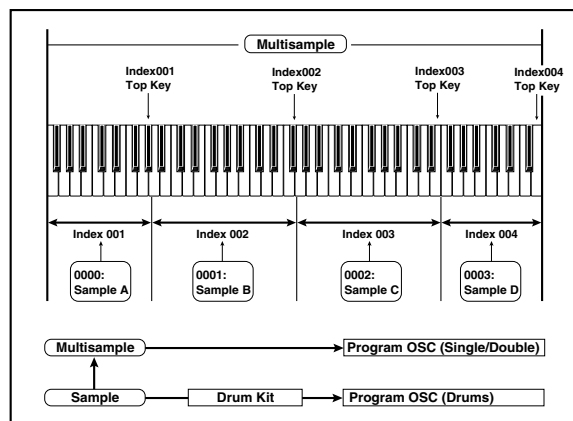 Multisample
Index001 Index002 Index003 Index004
Top Key Top Key Top Key Top Key
Index 001 Index 002 Index 003 Index 004
0000: 0001: 0002: 0003:
Sample A Sample B Sample C Sample D
Multisample Program OSC (Single/Double)
Sample Drum Kit Program OSC (Drums)